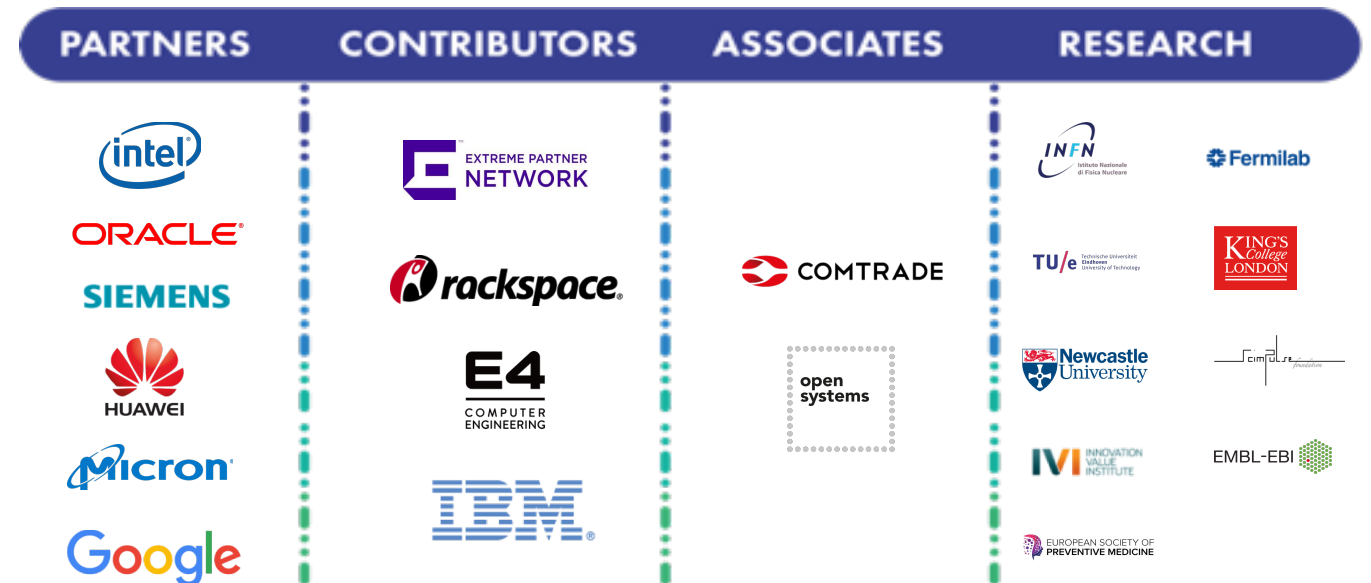 PARTNERS
CONTRIBUTORS
ASSOCIATES
RESEARCH
intel®
ORACLE®
SIEMENS
HUAWEI
Micron
Google
EXTREME PARTNER
NETWORK
rackspace®
E4
COMPUTER
ENGINEERING
IBM®
COMTRADE
open
systems
INFN
Istituto Nazionale
di Fisica Nucleare
Fermilab
TU/e
Technische Universiteit
Eindhoven
University of Technology
KING'S
College
LONDON
Newcastle
University
scimpulse
foundation
IVI
INNOVATION
VALUE
INSTITUTE
EMBL-EBI
EUROPEAN SOCIETY OF
PREVENTIVE MEDICINE